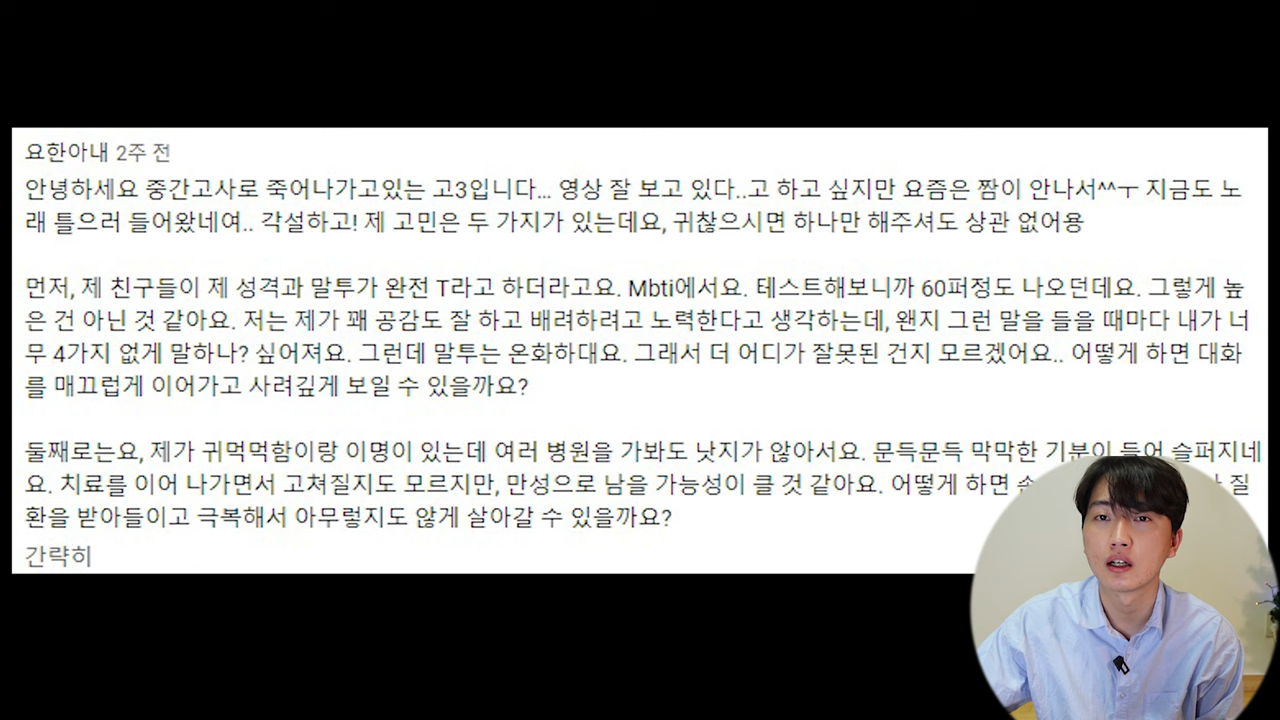 요한아내 2주 전
안녕하세요 중간고사로 죽어나가고있는 고3입니다... 영상 잘 보고 있다..고 하고 싶지만 요즘은 짬이 안나서^^ㅜ 지금도 노
래 틀으러 들어왔네여.. 각설하고! 제 고민은 두 가지가 있는데요, 귀찮으시면 하나만 해주셔도 상관 없어용
먼저, 제 친구들이 제 성격과 말투가 완전 T라고 하더라고요. Mbti에서요. 테스트해보니까 60퍼정도 나오던데요. 그렇게 높
은 건 아닌 것 같아요. 저는 제가 꽤 공감도 잘 하고 배려하려고 노력한다고 생각하는데, 왠지 그런 말을 들을 때마다 내가 너
무 4가지 없게 말하나? 싶어져요. 그런데 말투는 온화하대요. 그래서 더 어디가 잘못된 건지 모르겠어요.. 어떻게 하면 대화
를 매끄럽게 이어가고 사려깊게 보일 수 있을까요?
둘째로는요, 제가 귀먹먹함이랑 이명이 있는데 여러 병원을 가봐도 낫지가 않아서요. 문득문득 막막한 기분이 들어 슬퍼지네
요. 치료를 이어 나가면서 고쳐질지도 모르지만, 만성으로 남을 가능성이 클 것 같아요. 어떻게 하면 질
환을 받아들이고 극복해서 아무렇지도 않게 살아갈 수 있을까요?
간략히